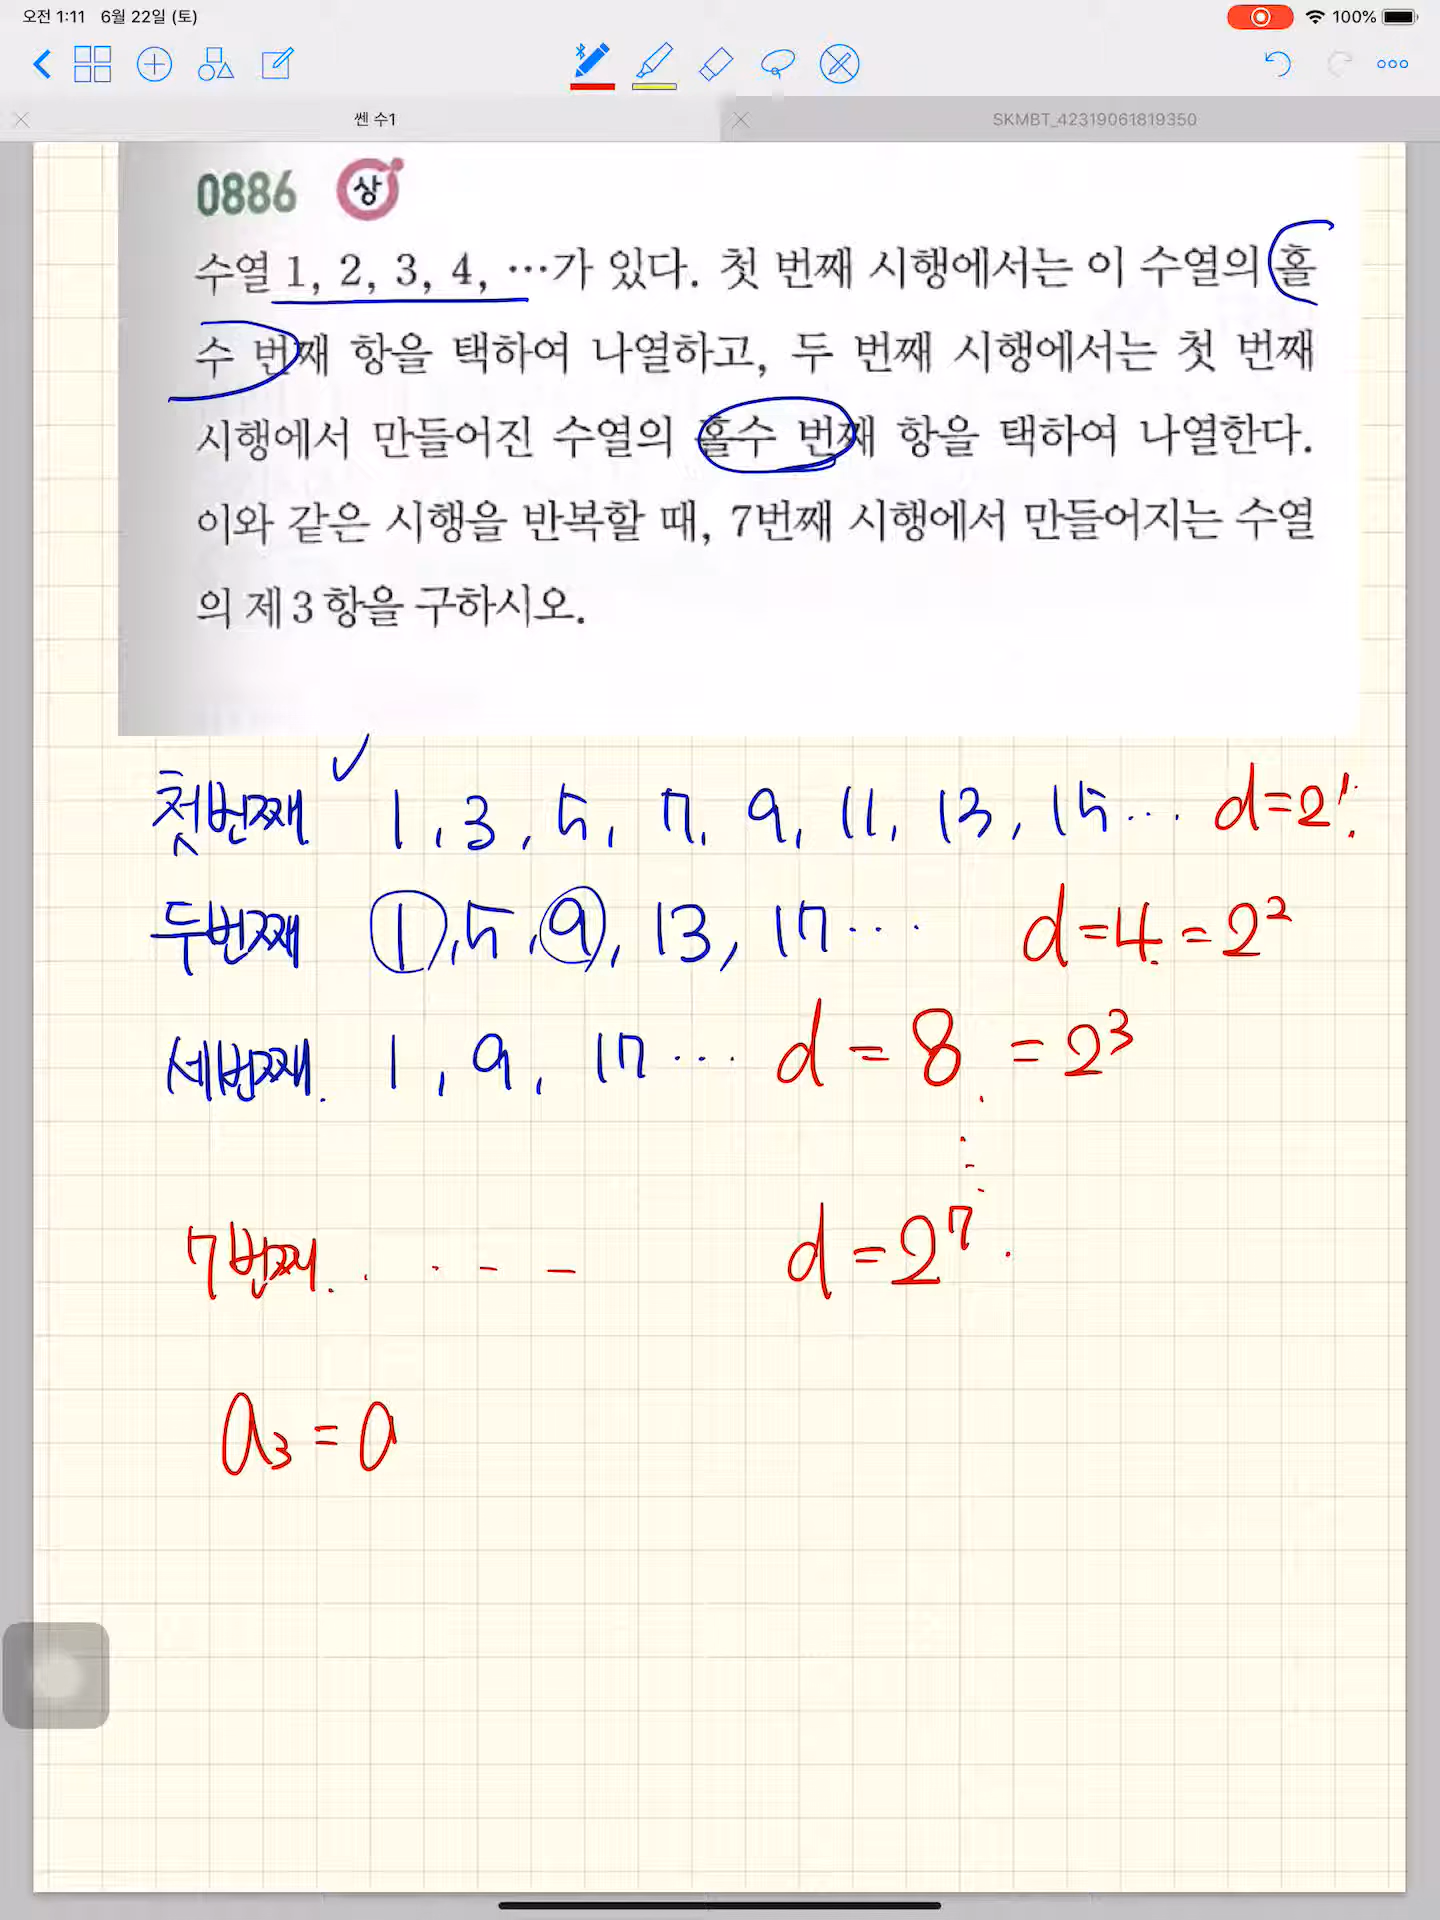 오전 1:11 6월 22일 (토) 100%
쎈 수1 SKMBT_42319061819350
0886 상
수열 1, 2, 3, 4, …가 있다. 첫 번째 시행에서는 이 수열의 홀
수 번째 항을 택하여 나열하고, 두 번째 시행에서는 첫 번째
시행에서 만들어진 수열의 홀수 번째 항을 택하여 나열한다.
이와 같은 시행을 반복할 때, 7번째 시행에서 만들어지는 수열
의 제 3 항을 구하시오.
첫번째 1, 3, 5, 7, 9, 11, 13, 15… d=2¹
두번째 1, 5, 9, 13, 17… d=4=2²
세번째 1, 9, 17… d=8=2³
7번째 d=2⁷
a₃=a